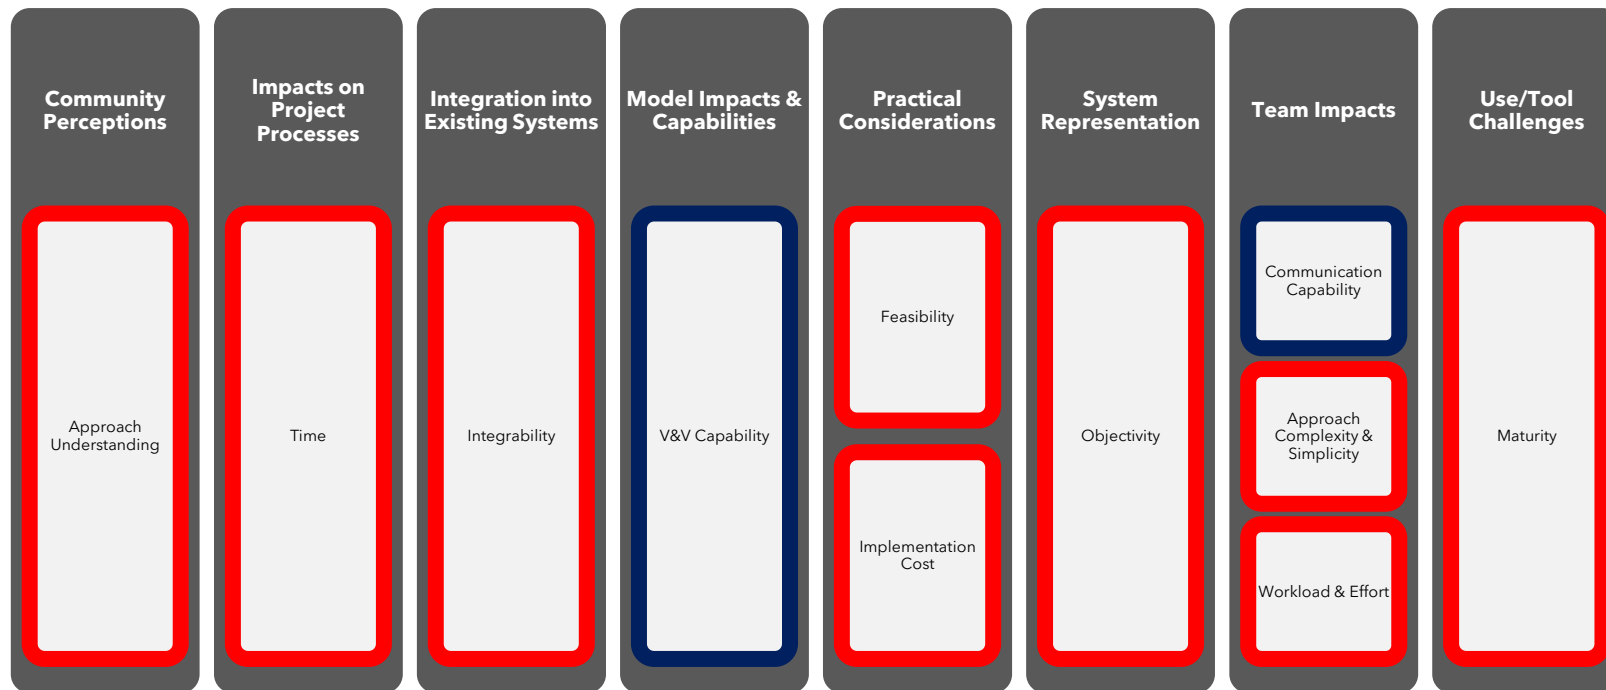 Community
Perceptions
Impacts on
Project
Processes
Integration into
Existing Systems
Model Impacts &
Capabilities
Practical
Considerations
System
Representation
Team Impacts
Use/Tool
Challenges
Approach
Understanding
Time
Integrability
V&V Capability
Feasibility
Implementation
Cost
Objectivity
Communication
Capability
Approach
Complexity &
Simplicity
Workload & Effort
Maturity